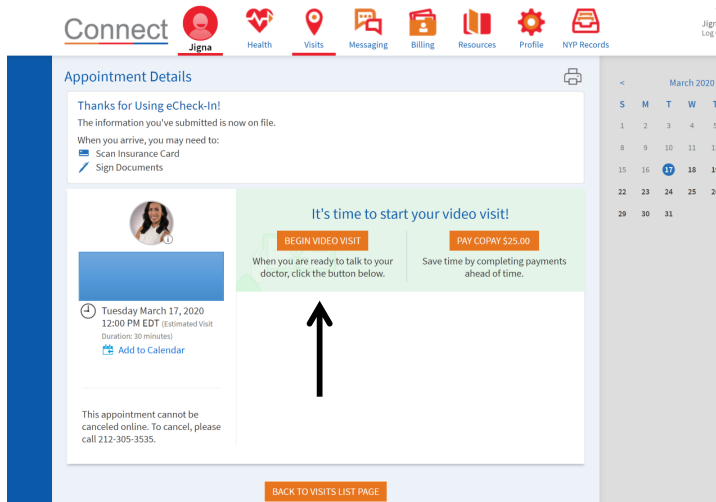 Connect
Jigna
Health
Visits
Messaging
Billing
Resources
Profile
NYP Records
Appointment Details
Thanks for Using eCheck-In!
The information you've submitted is now on file.
When you arrive, you may need to:
Scan Insurance Card
Sign Documents
It's time to start your video visit!
BEGIN VIDEO VISIT
When you are ready to talk to your
doctor, click the button below.
PAY COPAY $25.00
Save time by completing payments
ahead of time.
Tuesday March 17, 2020
12:00 PM EDT (Estimated Visit
Duration: 30 minutes)
Add to Calendar
This appointment cannot be
canceled online. To cancel, please
call 212-305-3535.
BACK TO VISITS LIST PAGE
< March 2020
S M T W
1 2 3 4
8 9 10 11
15 16 17 18
22 23 24 25
29 30 31